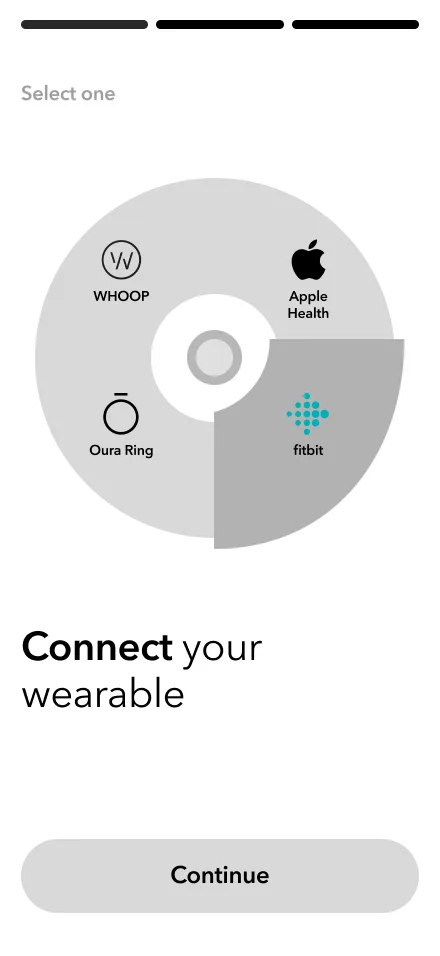 Select one
WHOOP
Apple
Health
Oura Ring
fitbit
Connect your
wearable
Continue